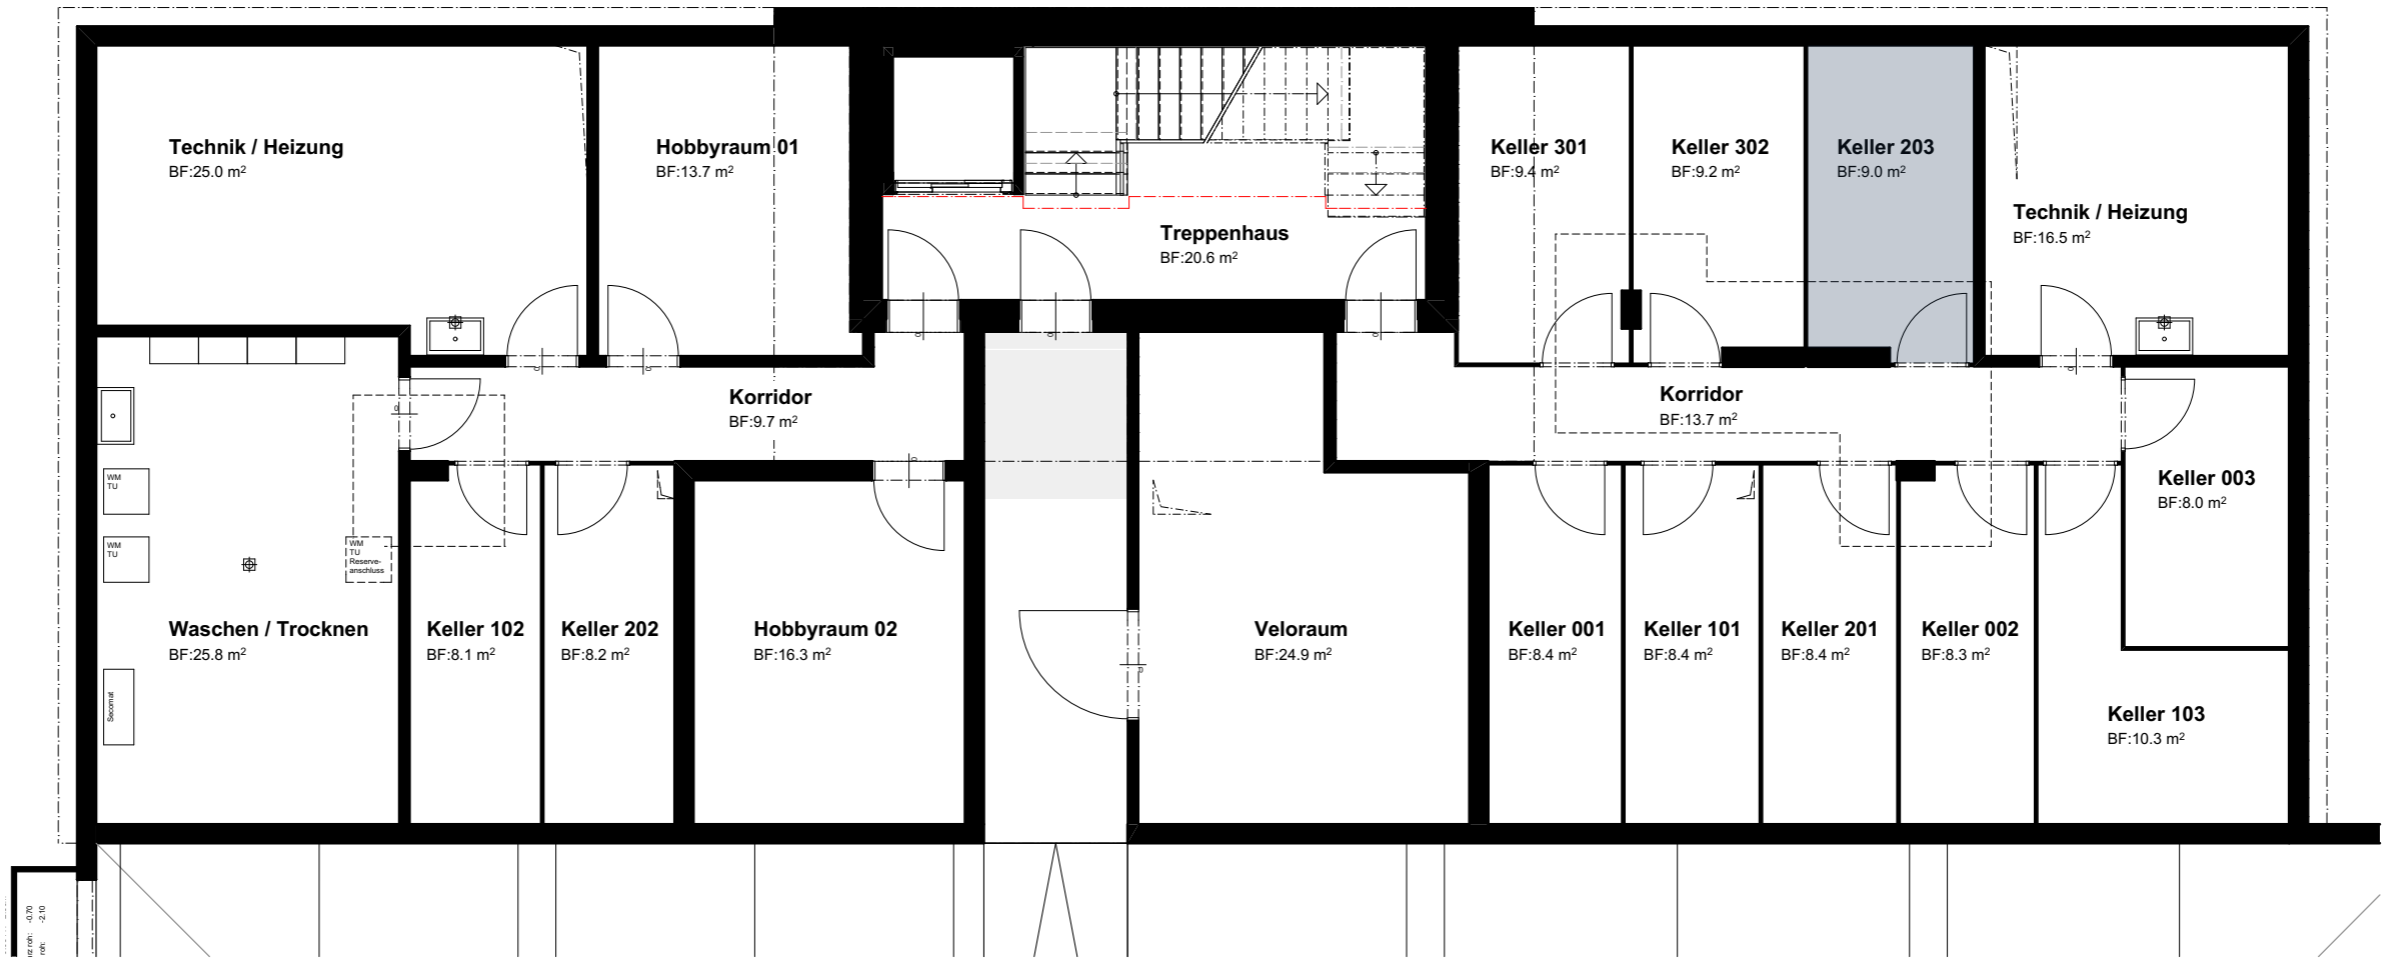 Technik / Heizung
BF:25.0 m²
Hobbyraum 01
BF:13.7 m²
Keller 301
BF:9.4 m²
Keller 302
BF:9.2 m²
Keller 203
BF:9.0 m²
Technik / Heizung
BF:16.5 m²
Treppenhaus
BF:20.6 m²
Korridor
BF:9.7 m²
Korridor
BF:13.7 m²
WM
TU
WM
TU
WM
TU
Reserve-
anschluss
Keller 003
BF:8.0 m²
Waschen / Trocknen
BF:25.8 m²
Keller 102
BF:8.1 m²
Keller 202
BF:8.2 m²
Hobbyraum 02
BF:16.3 m²
Veloraum
BF:24.9 m²
Keller 001
BF:8.4 m²
Keller 101
BF:8.4 m²
Keller 201
BF:8.4 m²
Keller 002
BF:8.3 m²
Secomat
Keller 103
BF:10.3 m²
roh: -0.70
roh: -2.10